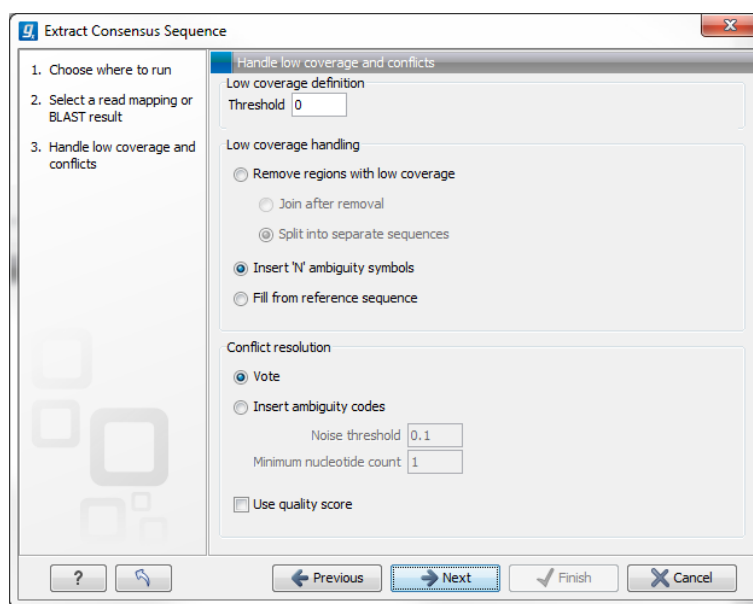 Extract Consensus Sequence
1. Choose where to run
2. Select a read mapping or
BLAST result
3. Handle low coverage and
conflicts
Handle low coverage and conflicts
Low coverage definition
Threshold 0
Low coverage handling
Remove regions with low coverage
Join after removal
Split into separate sequences
Insert 'N' ambiguity symbols
Fill from reference sequence
Conflict resolution
Vote
Insert ambiguity codes
Noise threshold 0.1
Minimum nucleotide count 1
Use quality score
? Previous Next Finish Cancel